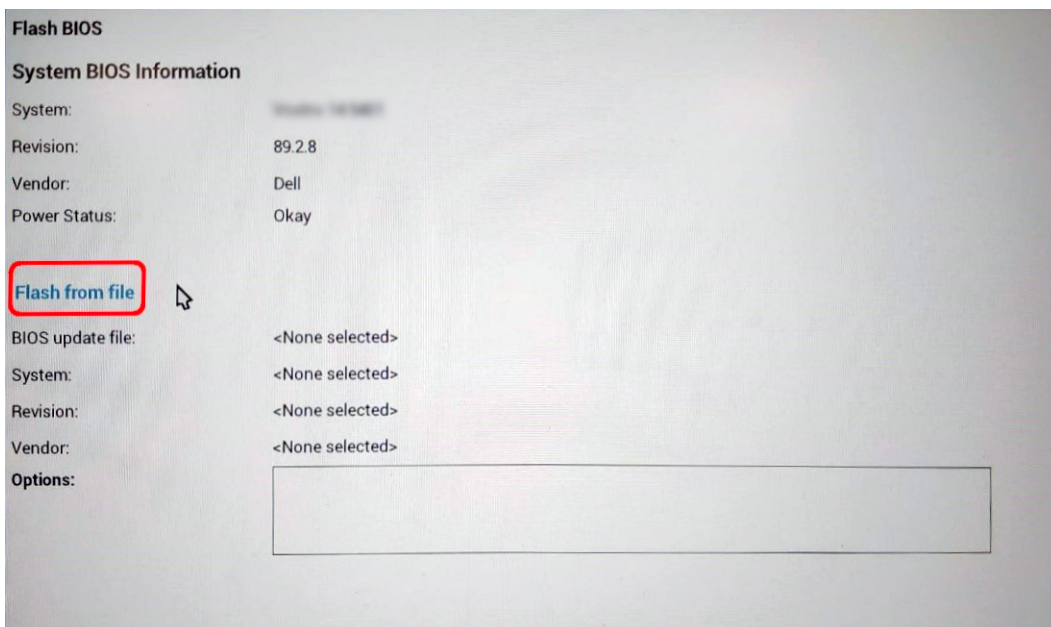 Flash BIOS
System BIOS Information
System:
Revision: 89.2.8
Vendor: Dell
Power Status: Okay
Flash from file
BIOS update file: <None selected>
System: <None selected>
Revision: <None selected>
Vendor: <None selected>
Options: